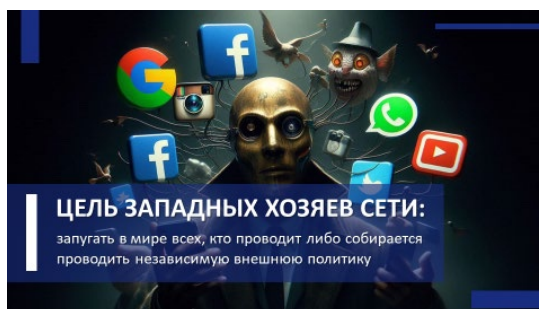 ЦЕЛЬ ЗАПАДНЫХ ХОЗЯЕВ СЕТИ:
запугать в мире всех, кто проводит либо собирается
проводить независимую внешнюю политику